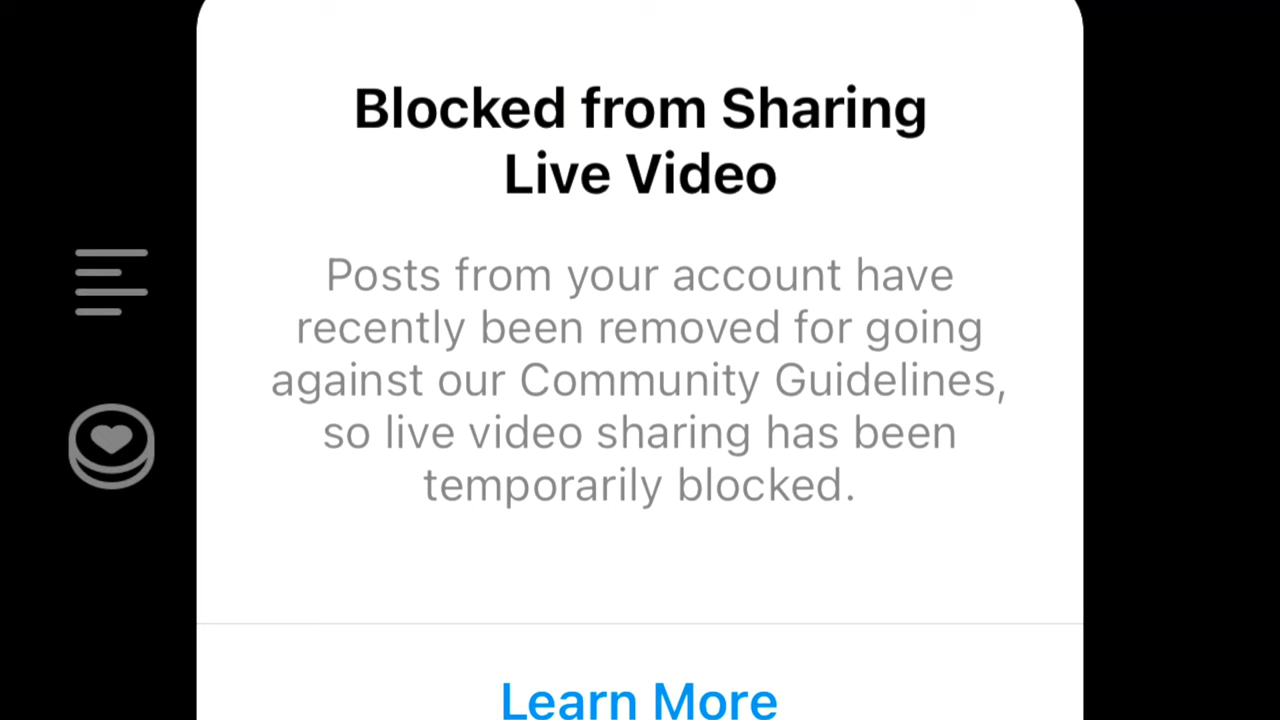 Blocked from Sharing
Live Video
Posts from your account have
recently been removed for going
against our Community Guidelines,
so live video sharing has been
temporarily blocked.
Learn More